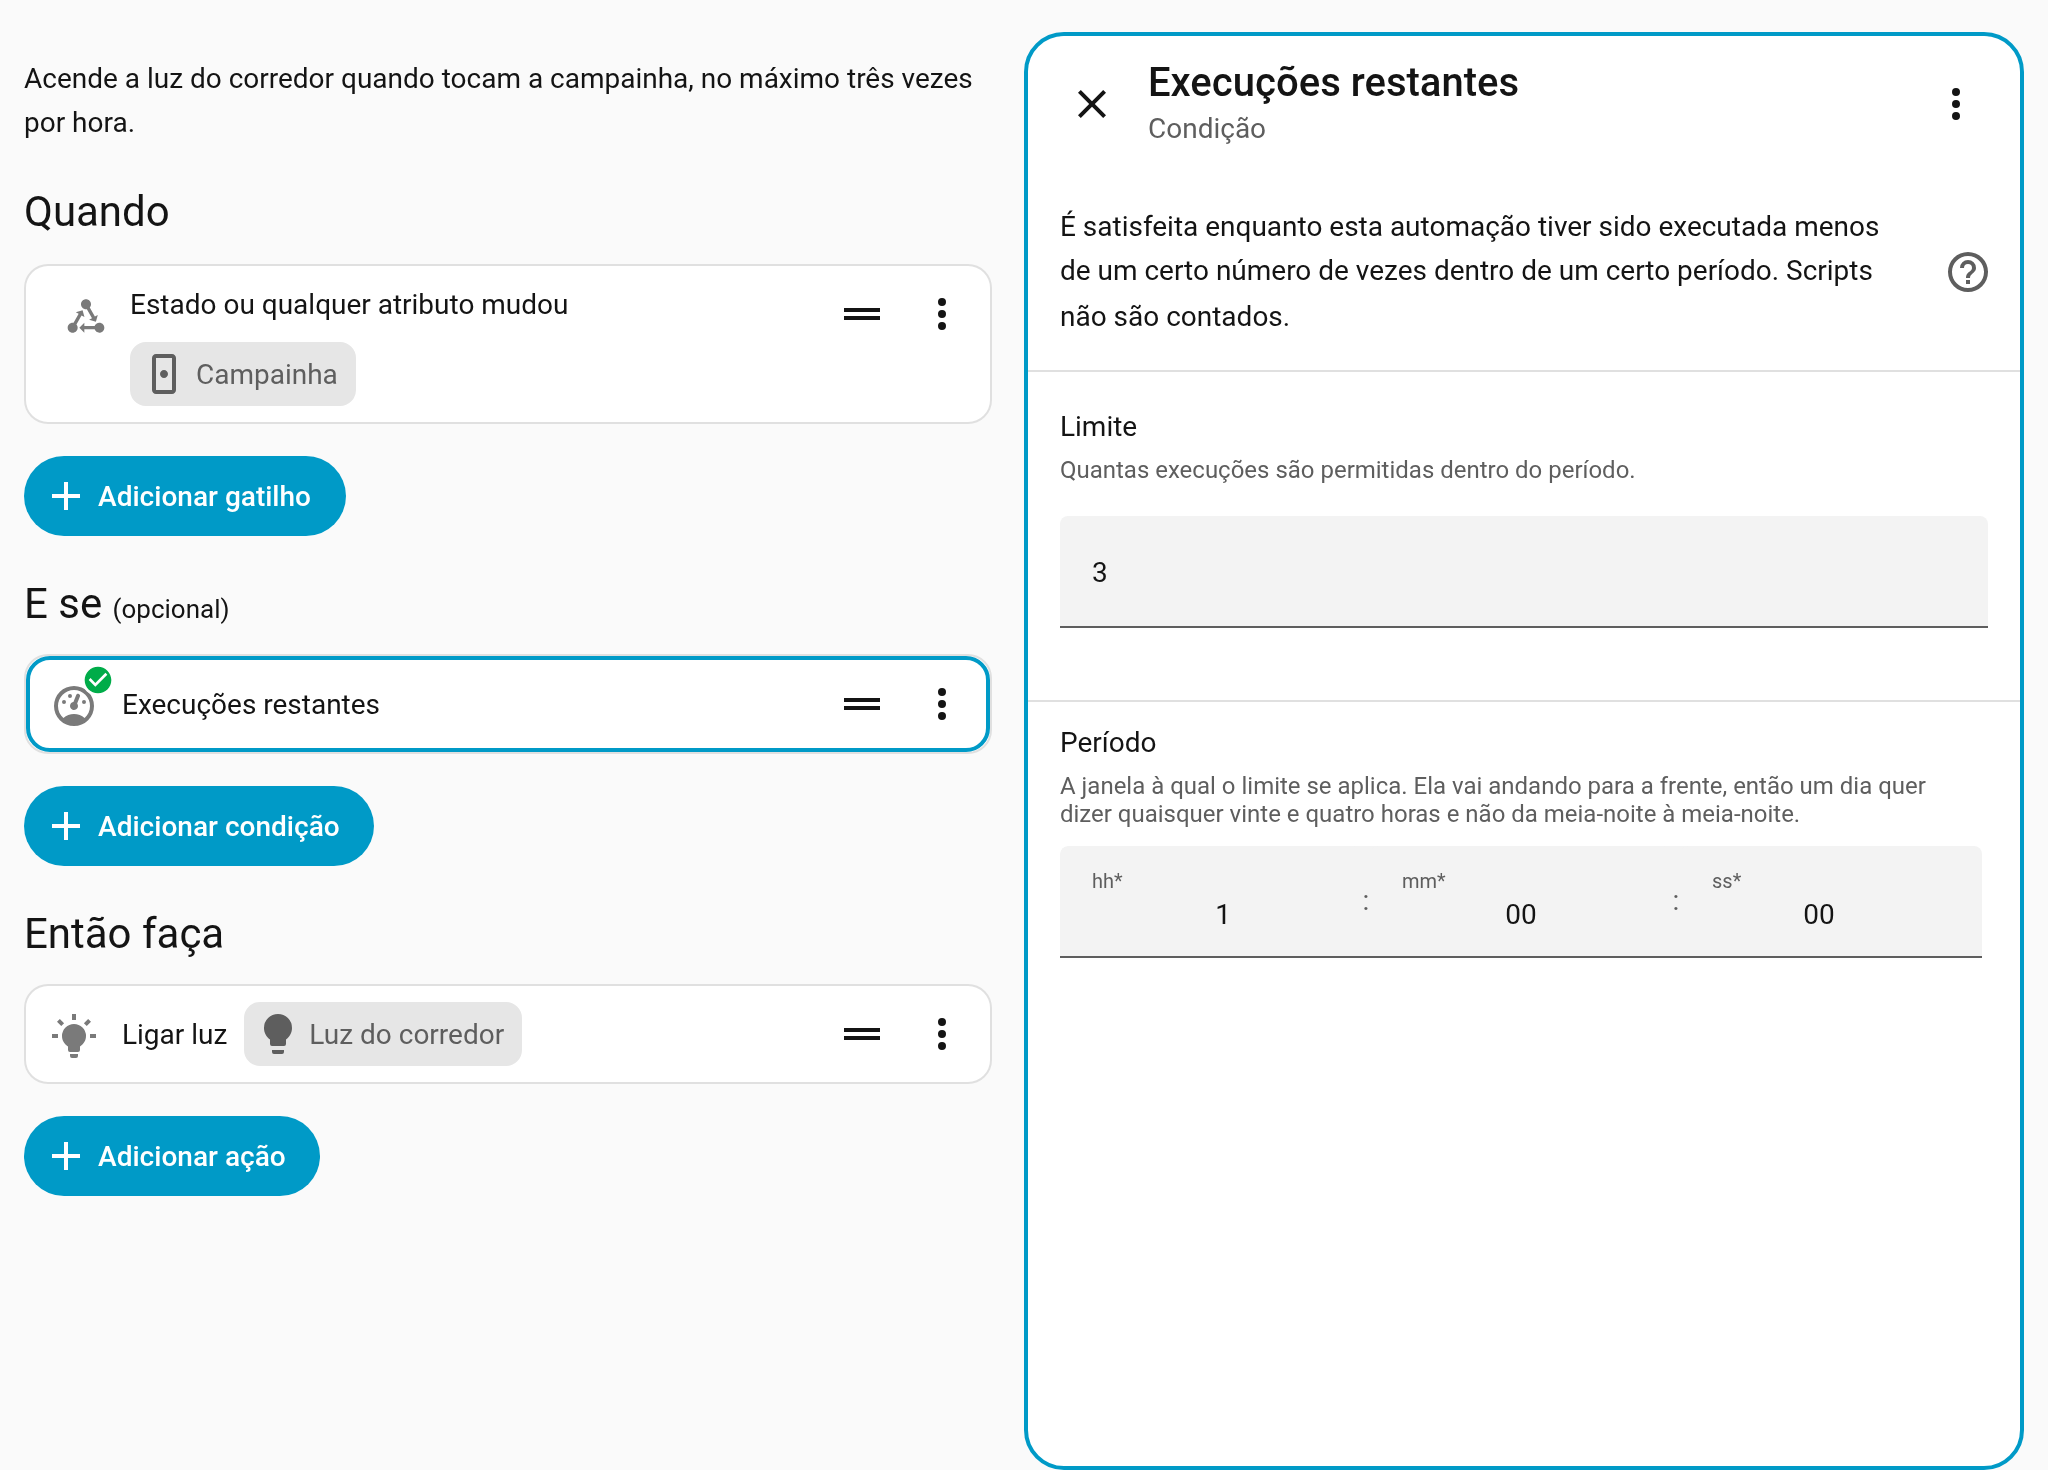 Acende a luz do corredor quando tocam a campainha, no máximo três vezes
por hora.
Quando
Estado ou qualquer atributo mudou
Campainha
Adicionar gatilho
E se (opcional)
Execuções restantes
Adicionar condição
Então faça
Ligar luz Luz do corredor
Adicionar ação
Execuções restantes
Condição
É satisfeita enquanto esta automação tiver sido executada menos
de um certo número de vezes dentro de um certo período. Scripts
não são contados.
Limite
Quantas execuções são permitidas dentro do período.
3
Período
A janela à qual o limite se aplica. Ela vai andando para a frente, então um dia quer
dizer quaisquer vinte e quatro horas e não da meia-noite à meia-noite.
hh* mm* ss*
1 : 00 : 00